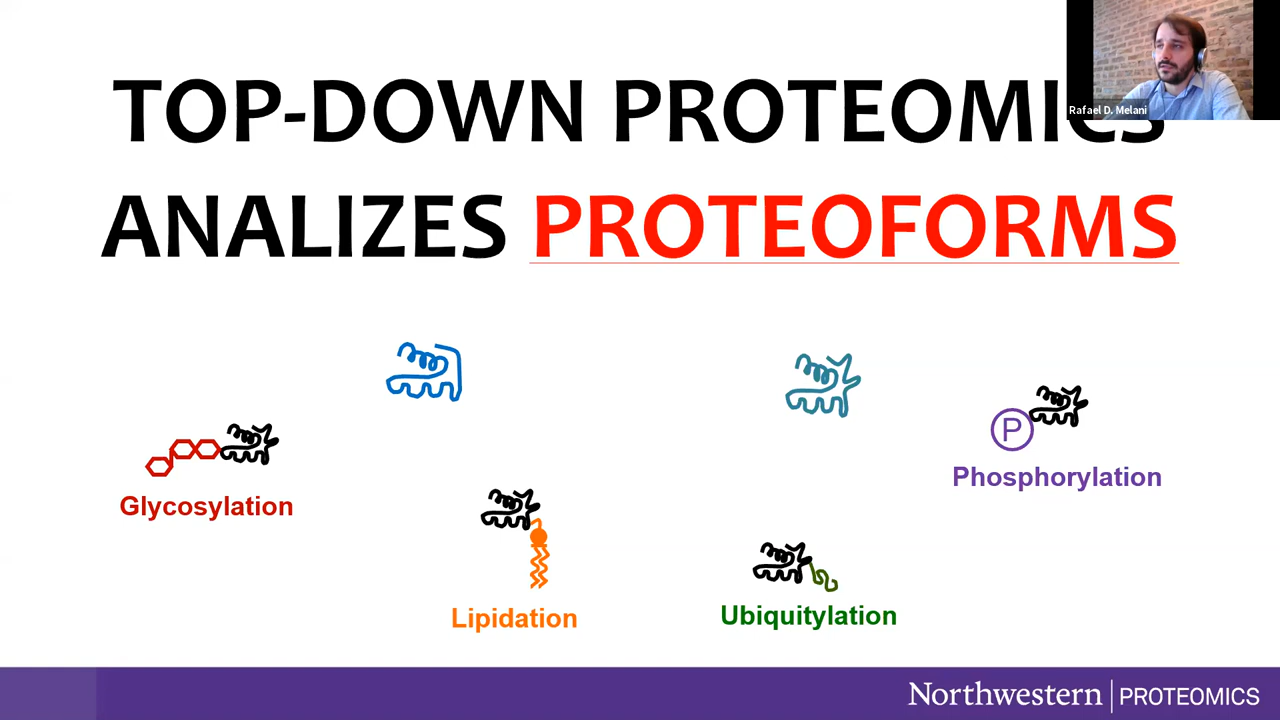 TOP-DOWN PROTEOMICS
Rafael D. Melani
ANALIZES PROTEOFORMS
P
Glycosylation
Phosphorylation
Lipidation
Ubiquitylation
Northwestern | PROTEOMICS